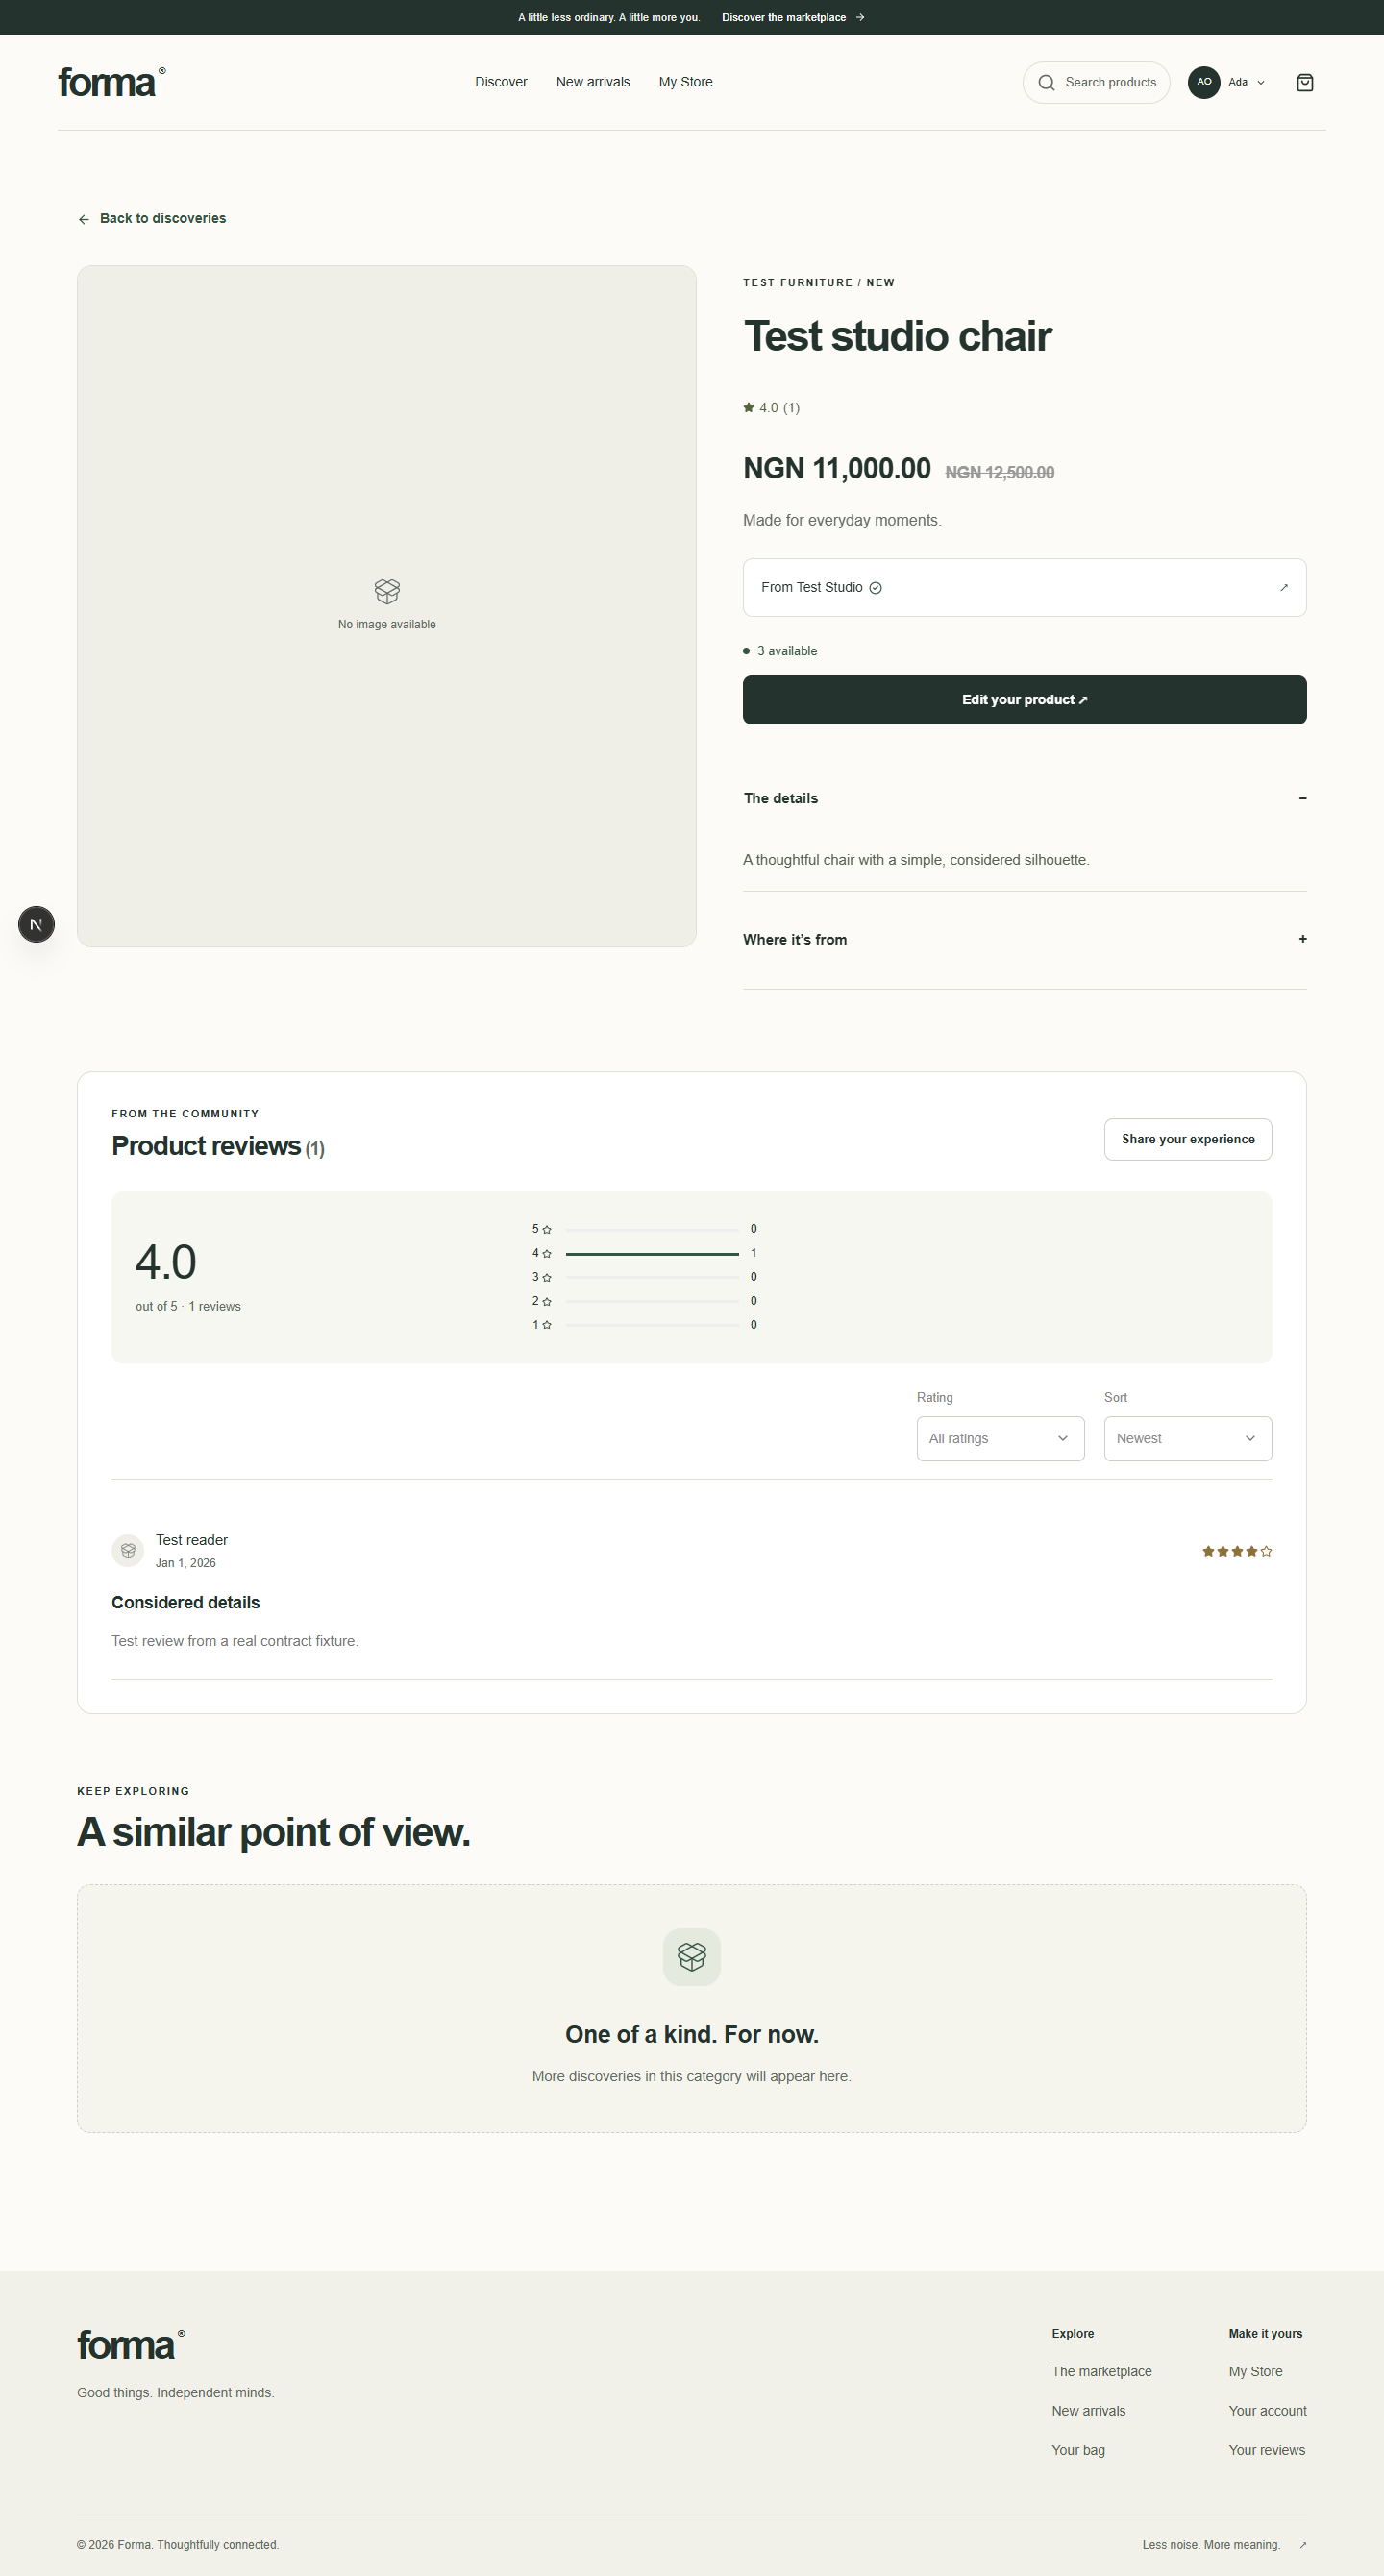 A little less ordinary. A little more you. Discover the marketplace →
forma®
Discover New arrivals My Store
Search products
AO Ada
← Back to discoveries
No image available
TEST FURNITURE / NEW
Test studio chair
★ 4.0 (1)
NGN 11,000.00 NGN 12,500.00
Made for everyday moments.
From Test Studio ↗
3 available
Edit your product ↗
The details −
A thoughtful chair with a simple, considered silhouette.
Where it’s from +
N
FROM THE COMMUNITY
Product reviews (1)
Share your experience
4.0
out of 5 · 1 reviews
5 ☆ 0
4 ☆ 1
3 ☆ 0
2 ☆ 0
1 ☆ 0
Rating Sort
All ratings Newest
Test reader
Jan 1, 2026
★★★★☆
Considered details
Test review from a real contract fixture.
KEEP EXPLORING
A similar point of view.
One of a kind. For now.
More discoveries in this category will appear here.
forma®
Good things. Independent minds.
Explore
The marketplace
New arrivals
Your bag
Make it yours
My Store
Your account
Your reviews
© 2026 Forma. Thoughtfully connected.
Less noise. More meaning. ↗